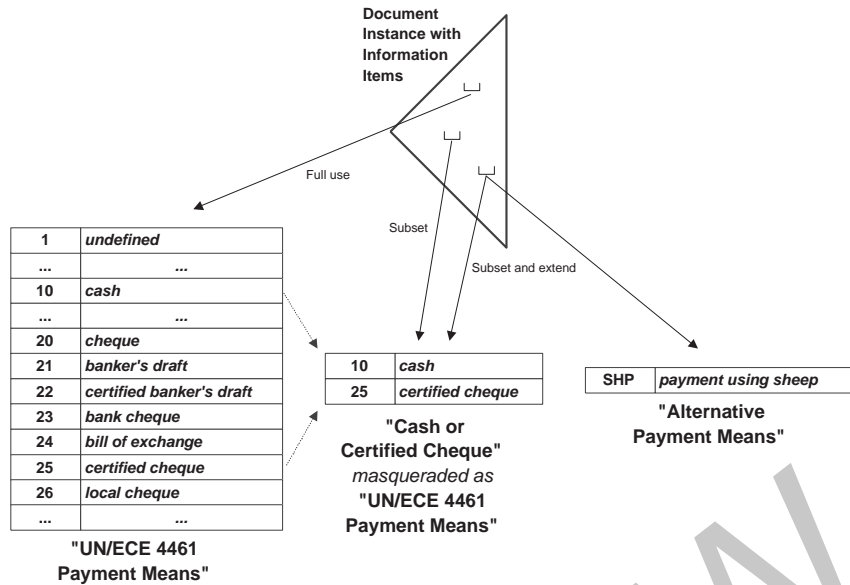 Document
Instance with
Information
Items
Full use
Subset
Subset and extend
1 undefined
... ...
10 cash
... ...
20 cheque
21 banker's draft
22 certified banker's draft
23 bank cheque
24 bill of exchange
25 certified cheque
26 local cheque
... ...
"UN/ECE 4461
Payment Means"
10 cash
25 certified cheque
"Cash or
Certified Cheque"
masqueraded as
"UN/ECE 4461
Payment Means"
SHP payment using sheep
"Alternative
Payment Means"
W